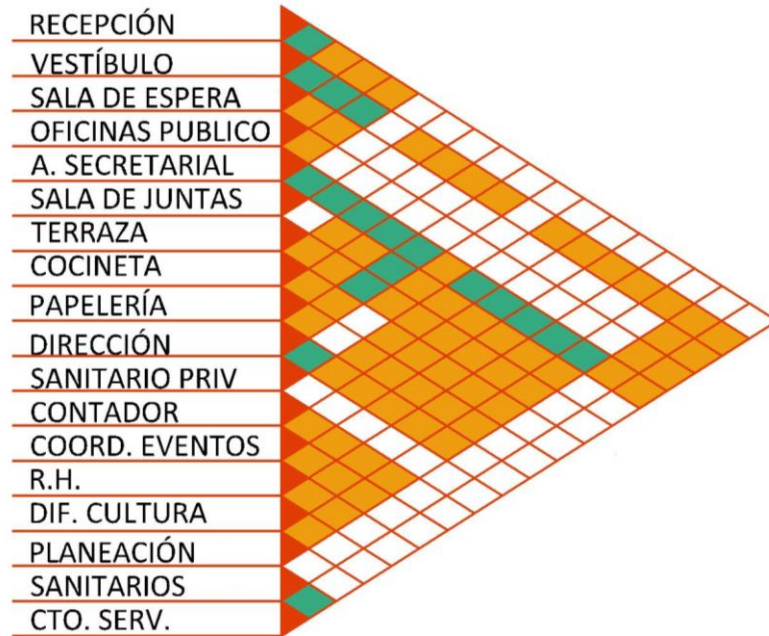 RECEPCIÓN
VESTÍBULO
SALA DE ESPERA
OFICINAS PUBLICO
A. SECRETARIAL
SALA DE JUNTAS
TERRAZA
COCINETA
PAPELERÍA
DIRECCIÓN
SANITARIO PRIV
CONTADOR
COORD. EVENTOS
R.H.
DIF. CULTURA
PLANEACIÓN
SANITARIOS
CTO. SERV.